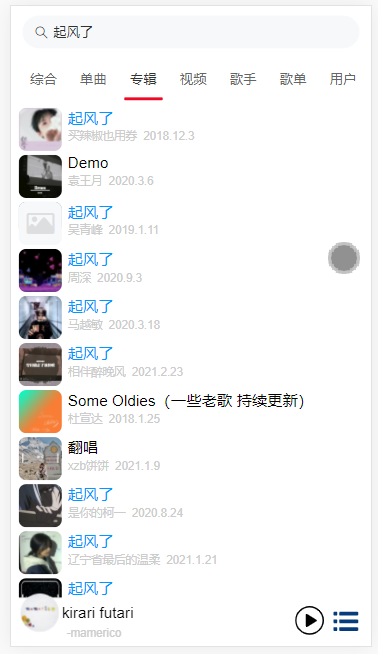 起风了
综合 单曲 专辑 视频 歌手 歌单 用户
起风了
买辣椒也用券 2018.12.3
Demo
袁王月 2020.3.6
起风了
吴青峰 2019.1.11
起风了
周深 2020.9.3
起风了
马越敏 2020.3.18
起风了
相伴醉晚风 2021.2.23
Some Oldies（一些老歌 持续更新）
杜宣达 2018.1.25
翻唱
xzb饼饼 2021.1.9
起风了
是你的柯一 2020.8.24
起风了
辽宁省最后的温柔 2021.1.21
起风了
kirari futari
-mamerico